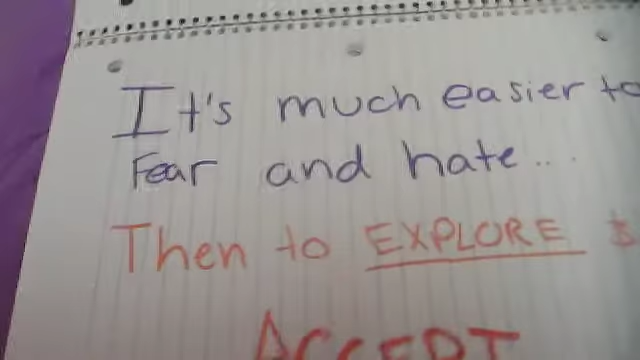 It's much easier to
Fear and hate...
Then to EXPLORE &
ACCEPT